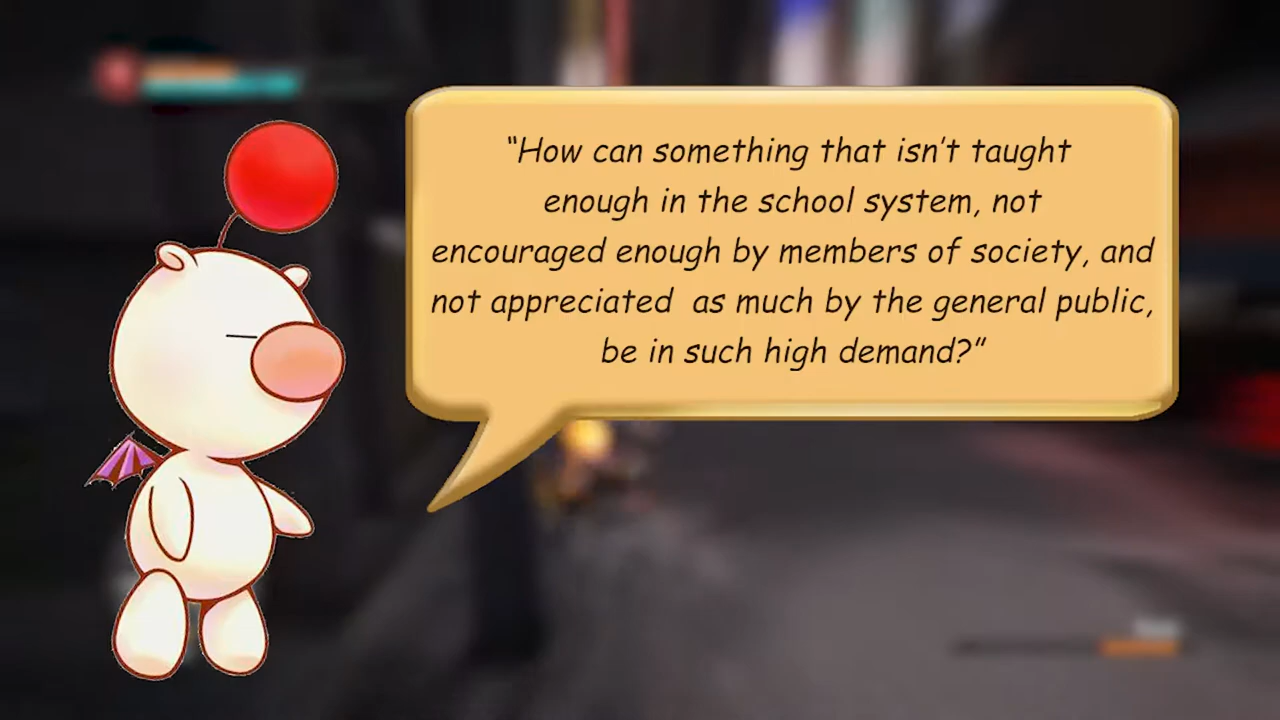 “How can something that isn’t taught
enough in the school system, not
encouraged enough by members of society, and
not appreciated  as much by the general public,
be in such high demand?”